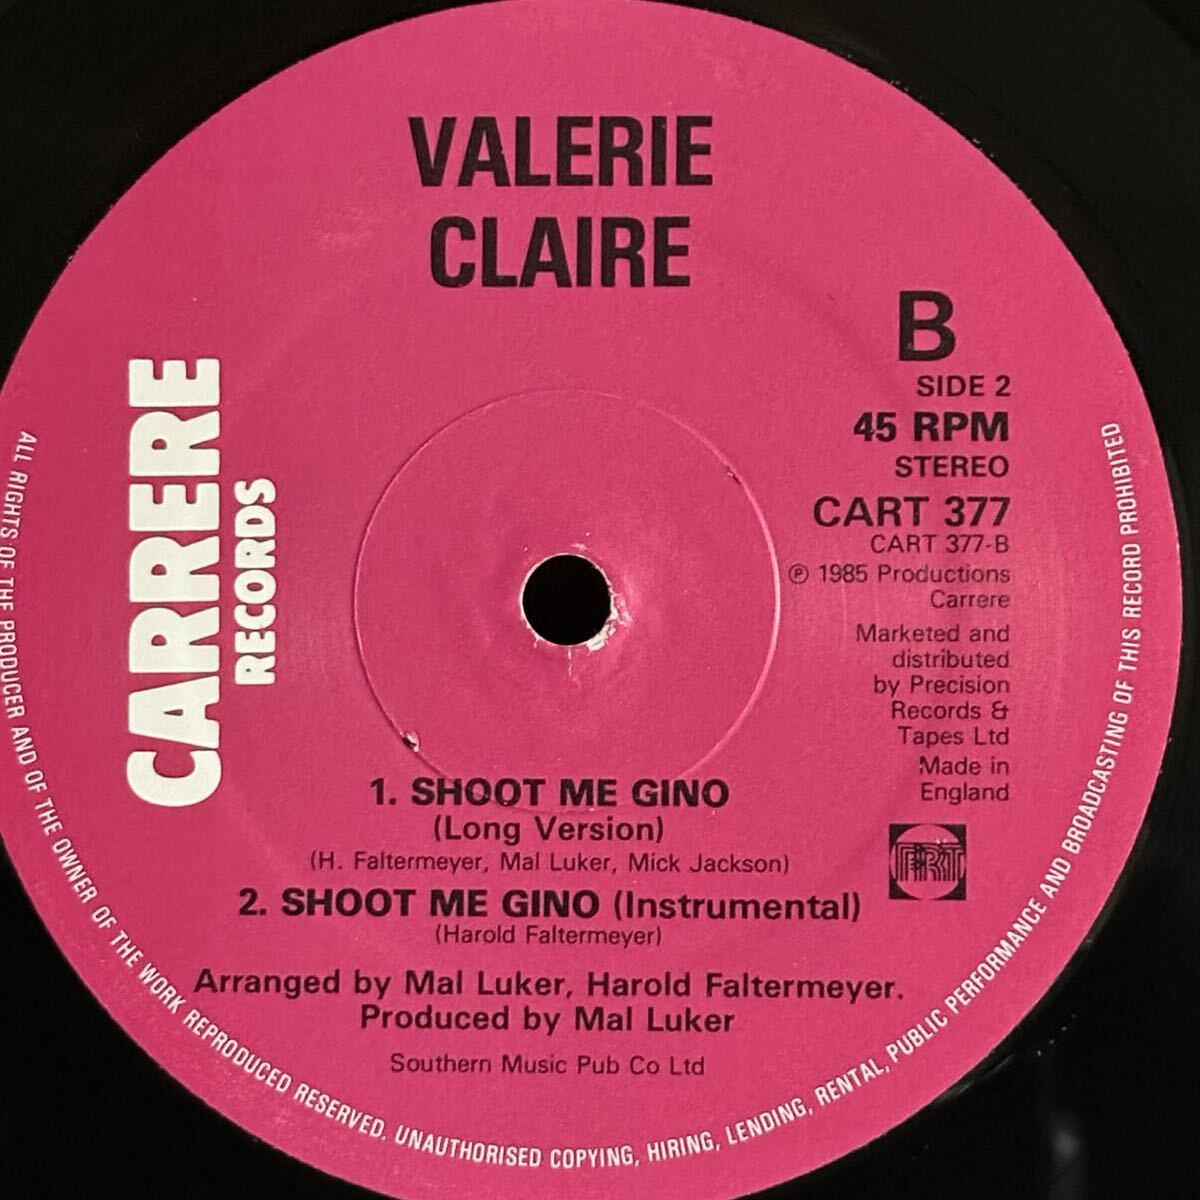 VALERIE
CLAIRE
CARRERE
RECORDS
B
SIDE 2
45 RPM
STEREO
CART 377
CART 377-B
℗ 1985 Productions
Carrere
Marketed and
distributed
by Precision
Records &
Tapes Ltd
Made in
England
PRT
1. SHOOT ME GINO
(Long Version)
(H. Faltermeyer, Mal Luker, Mick Jackson)
2. SHOOT ME GINO (Instrumental)
(Harold Faltermeyer)
Arranged by Mal Luker, Harold Faltermeyer.
Produced by Mal Luker
Southern Music Pub Co Ltd
ALL RIGHTS OF THE PRODUCER AND OF THE OWNER OF THE WORK REPRODUCED RESERVED. UNAUTHORISED COPYING, HIRING, LENDING, RENTAL, PUBLIC PERFORMANCE AND BROADCASTING OF THIS RECORD PROHIBITED